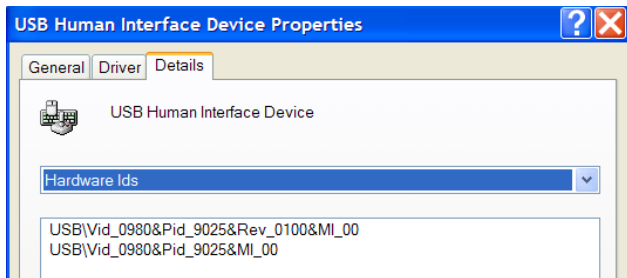 USB Human Interface Device Properties
General Driver Details
USB Human Interface Device
Hardware Ids
USB\Vid_0980&Pid_9025&Rev_0100&MI_00
USB\Vid_0980&Pid_9025&MI_00